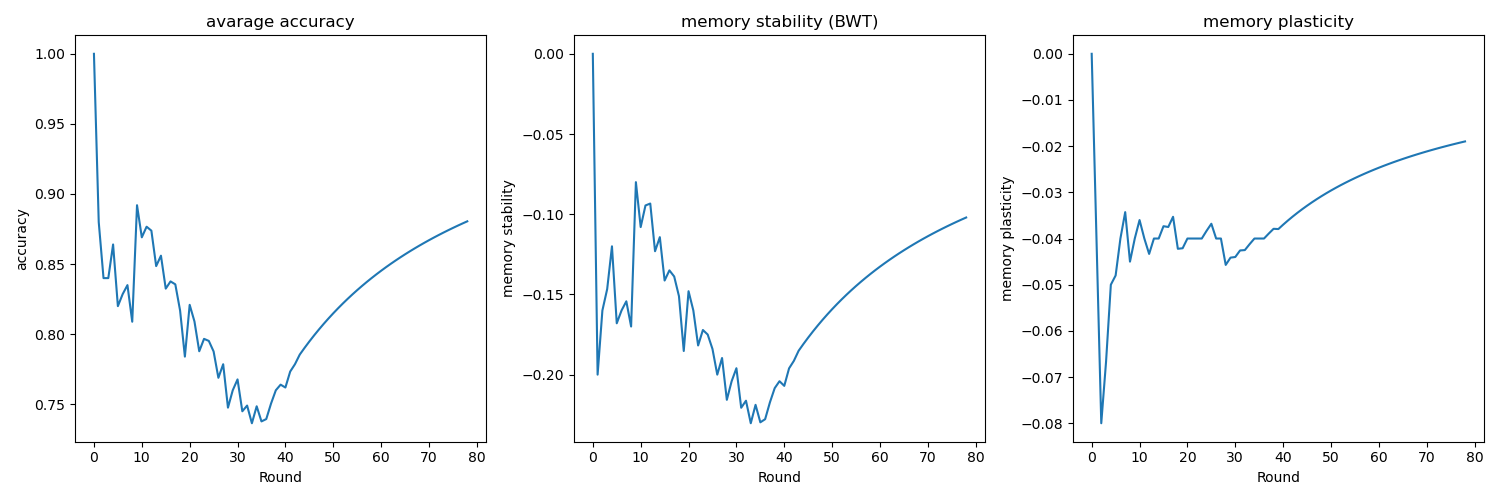 avarage accuracy
accuracy
1.00
0.95
0.90
0.85
0.80
0.75
0 10 20 30 40 50 60 70 80
Round
memory stability (BWT)
memory stability
0.00
−0.05
−0.10
−0.15
−0.20
0 10 20 30 40 50 60 70 80
Round
memory plasticity
memory plasticity
0.00
−0.01
−0.02
−0.03
−0.04
−0.05
−0.06
−0.07
−0.08
0 10 20 30 40 50 60 70 80
Round